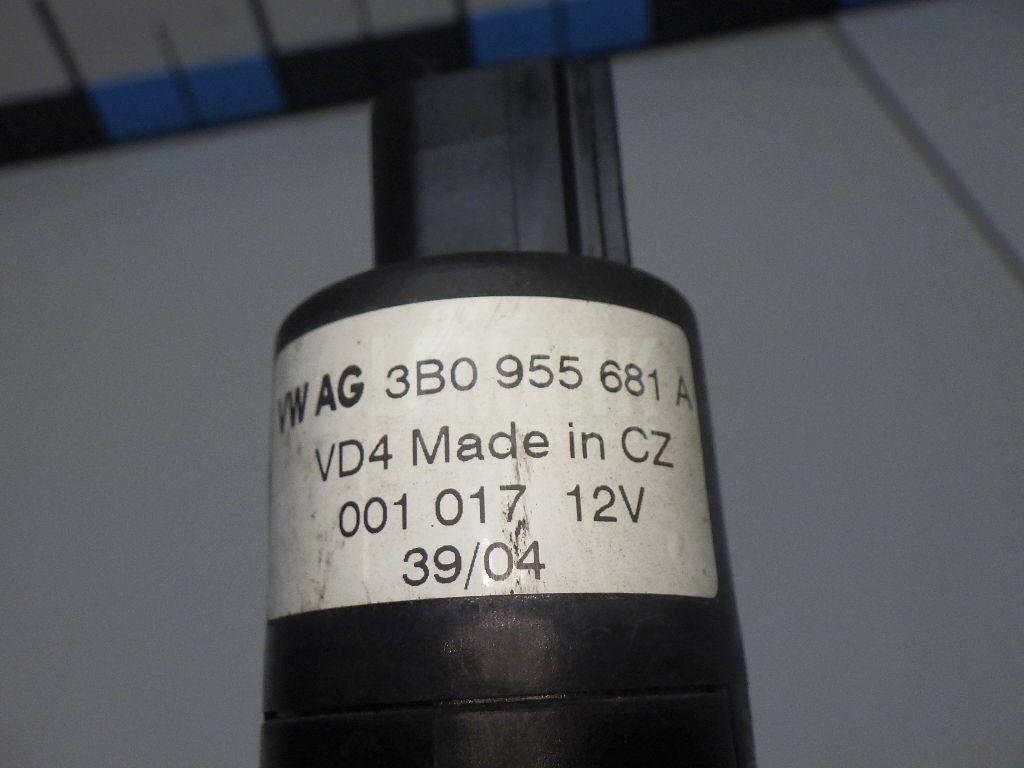 VW AG 3B0 955 681 A
VD4 Made in CZ
001 017 12V
39/04